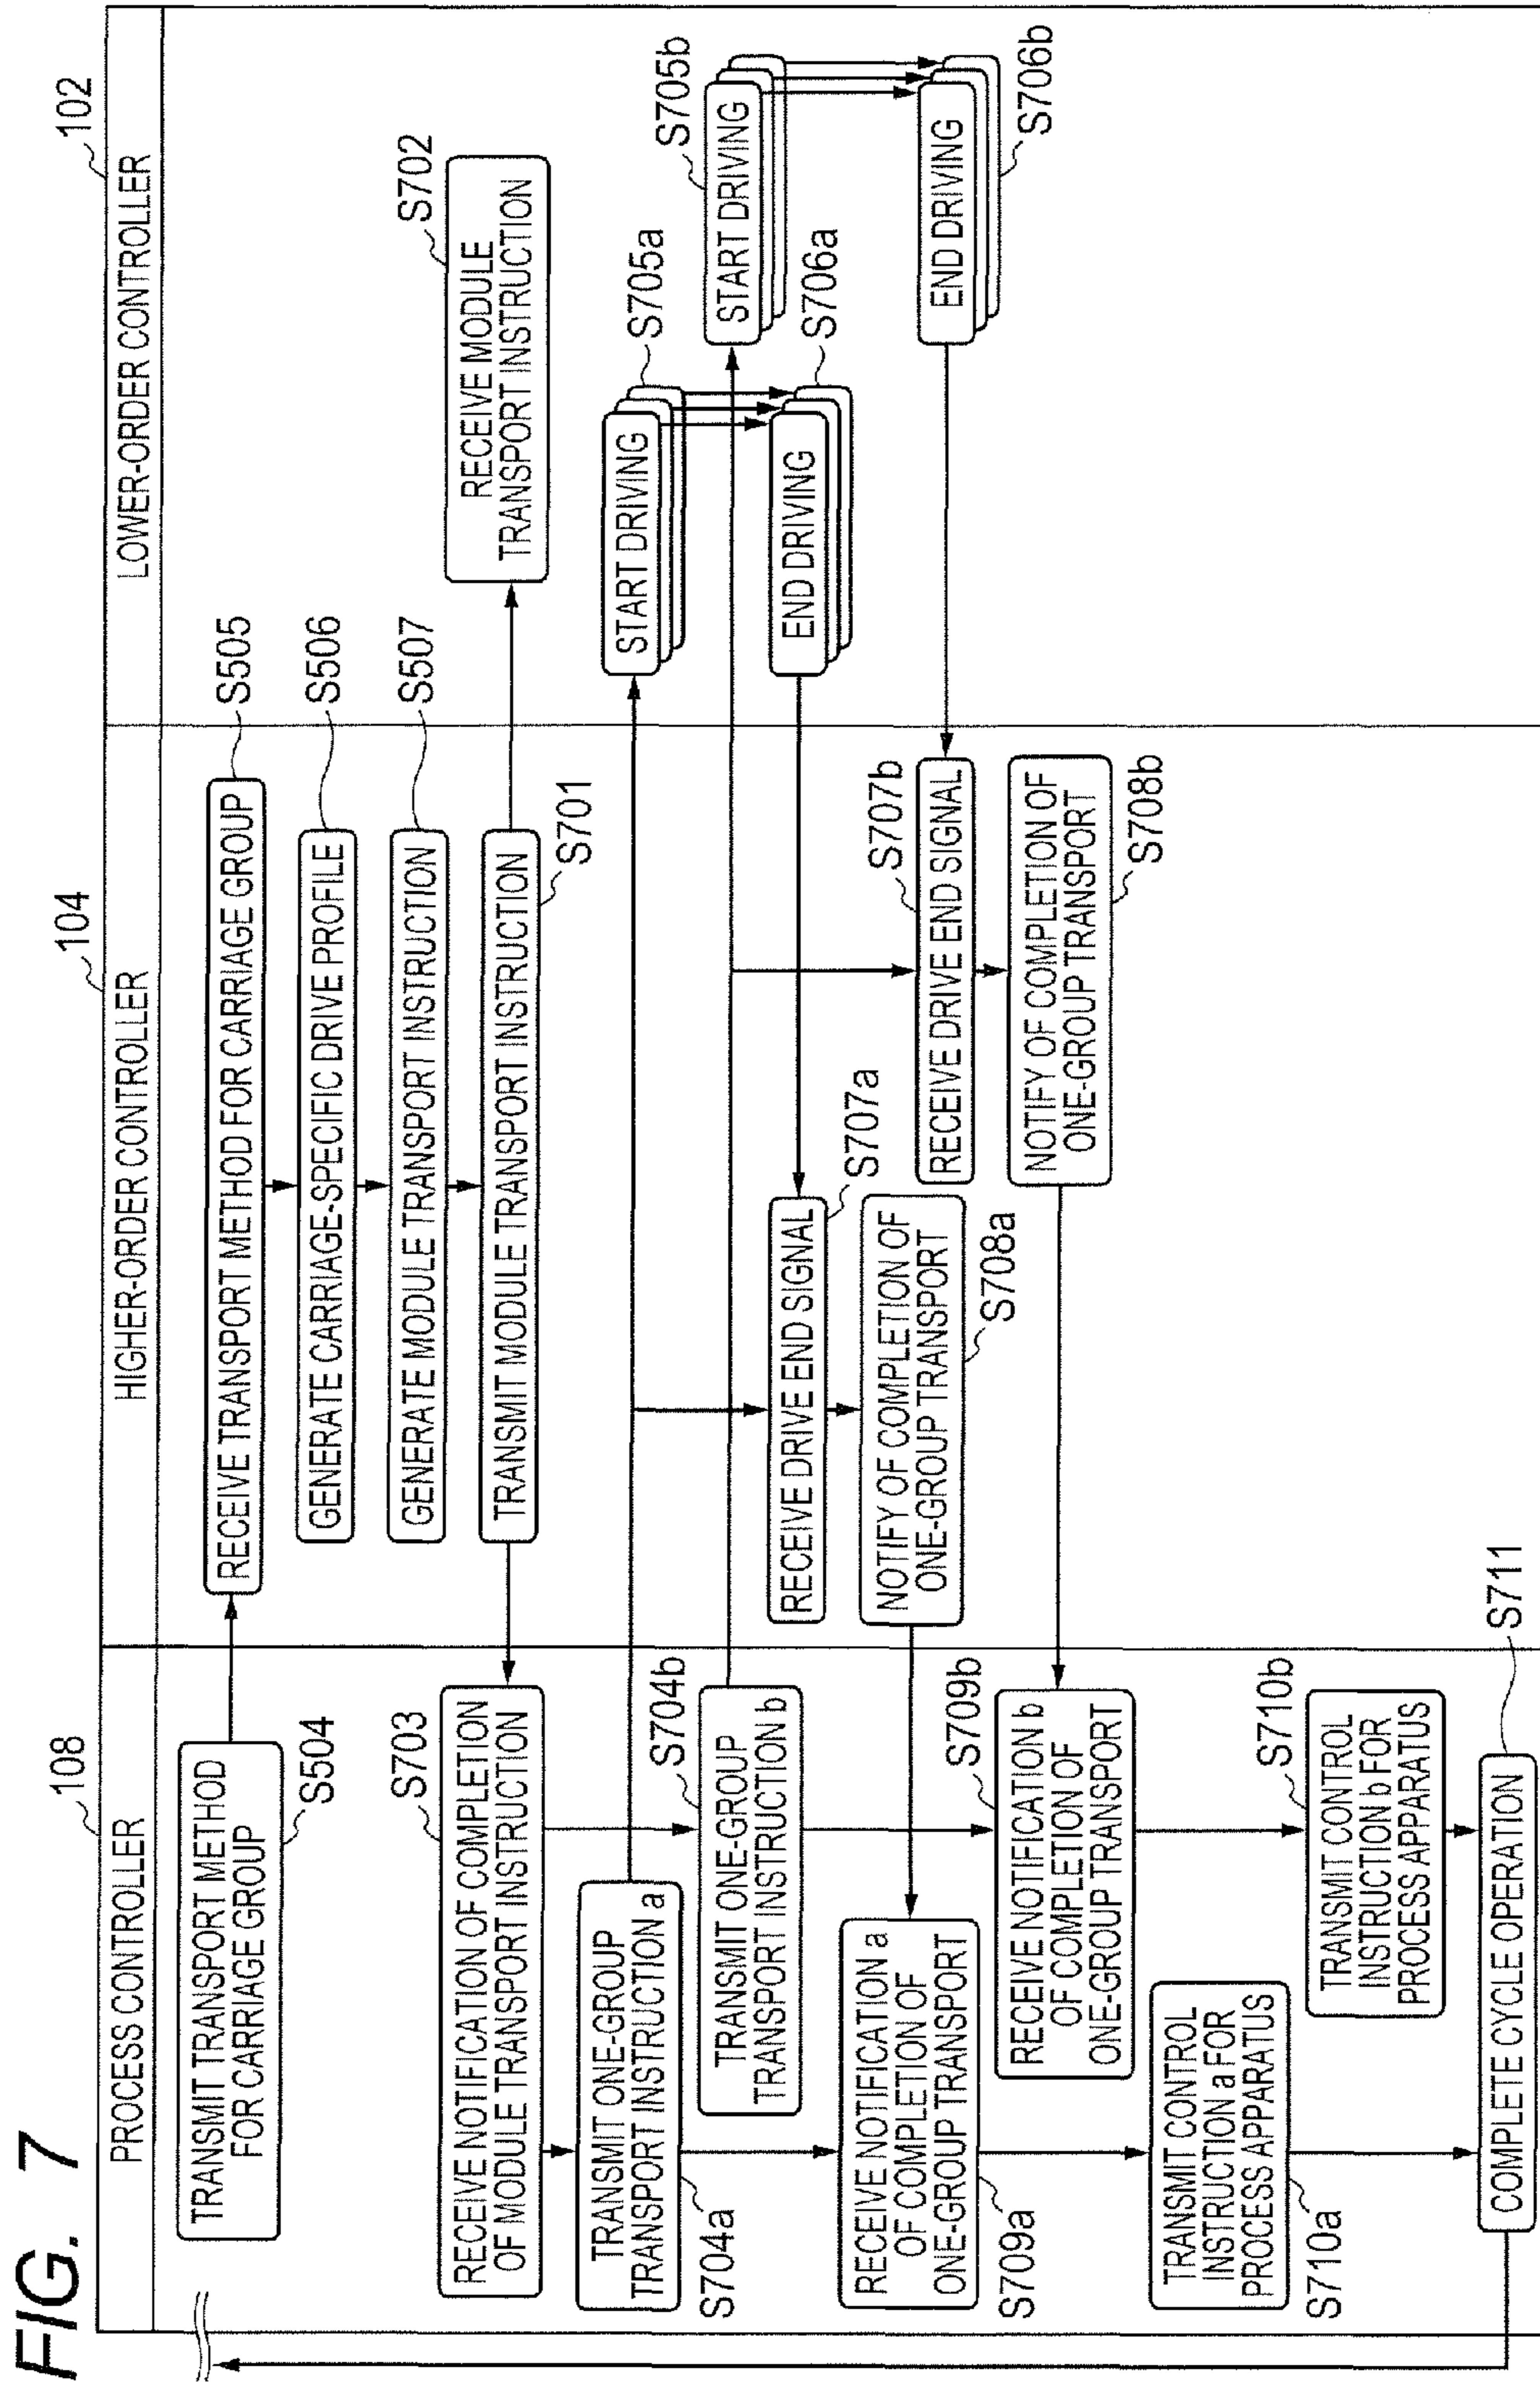 FIG. 7
108
104
102
PROCESS CONTROLLER
HIGHER-ORDER CONTROLLER
LOWER-ORDER CONTROLLER
TRANSMIT TRANSPORT METHOD
FOR CARRIAGE GROUP
S504
RECEIVE TRANSPORT METHOD FOR CARRIAGE GROUP
S505
GENERATE CARRIAGE-SPECIFIC DRIVE PROFILE
S506
GENERATE MODULE TRANSPORT INSTRUCTION
S507
TRANSMIT MODULE TRANSPORT INSTRUCTION
S701
RECEIVE MODULE
TRANSPORT INSTRUCTION
S702
RECEIVE NOTIFICATION OF COMPLETION
OF MODULE TRANSPORT INSTRUCTION
S703
TRANSMIT ONE-GROUP
TRANSPORT INSTRUCTION a
S704a
START DRIVING
S705a
TRANSMIT ONE-GROUP
TRANSPORT INSTRUCTION b
S704b
START DRIVING
S705b
RECEIVE DRIVE END SIGNAL
S707a
END DRIVING
S706a
RECEIVE NOTIFICATION a
OF COMPLETION OF
ONE-GROUP TRANSPORT
S709a
NOTIFY OF COMPLETION OF
ONE-GROUP TRANSPORT
S708a
RECEIVE DRIVE END SIGNAL
S707b
END DRIVING
S706b
RECEIVE NOTIFICATION b
OF COMPLETION OF
ONE-GROUP TRANSPORT
S709b
NOTIFY OF COMPLETION OF
ONE-GROUP TRANSPORT
S708b
TRANSMIT CONTROL
INSTRUCTION a FOR
PROCESS APPARATUS
S710a
TRANSMIT CONTROL
INSTRUCTION b FOR
PROCESS APPARATUS
S710b
COMPLETE CYCLE OPERATION
S711